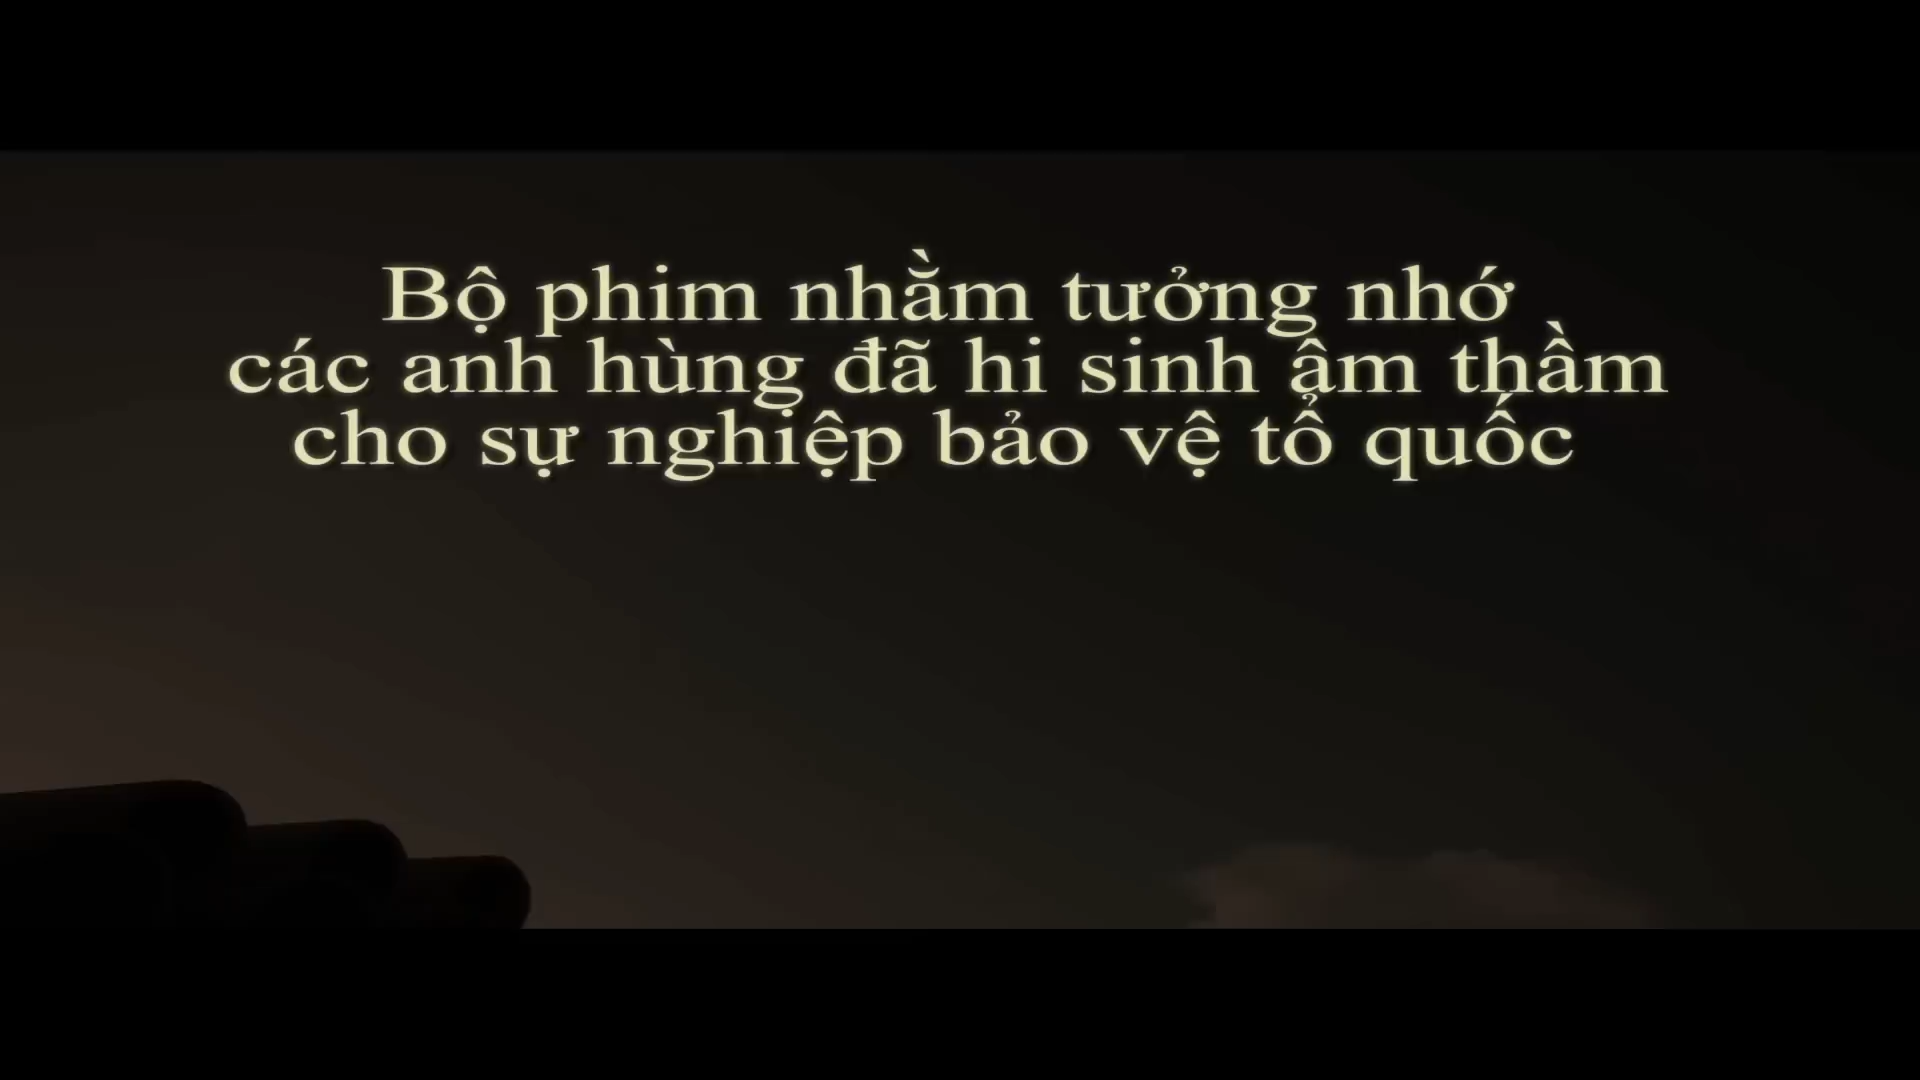 Bộ phim nhằm tưởng nhớ
các anh hùng đã hi sinh âm thầm
cho sự nghiệp bảo vệ tổ quốc